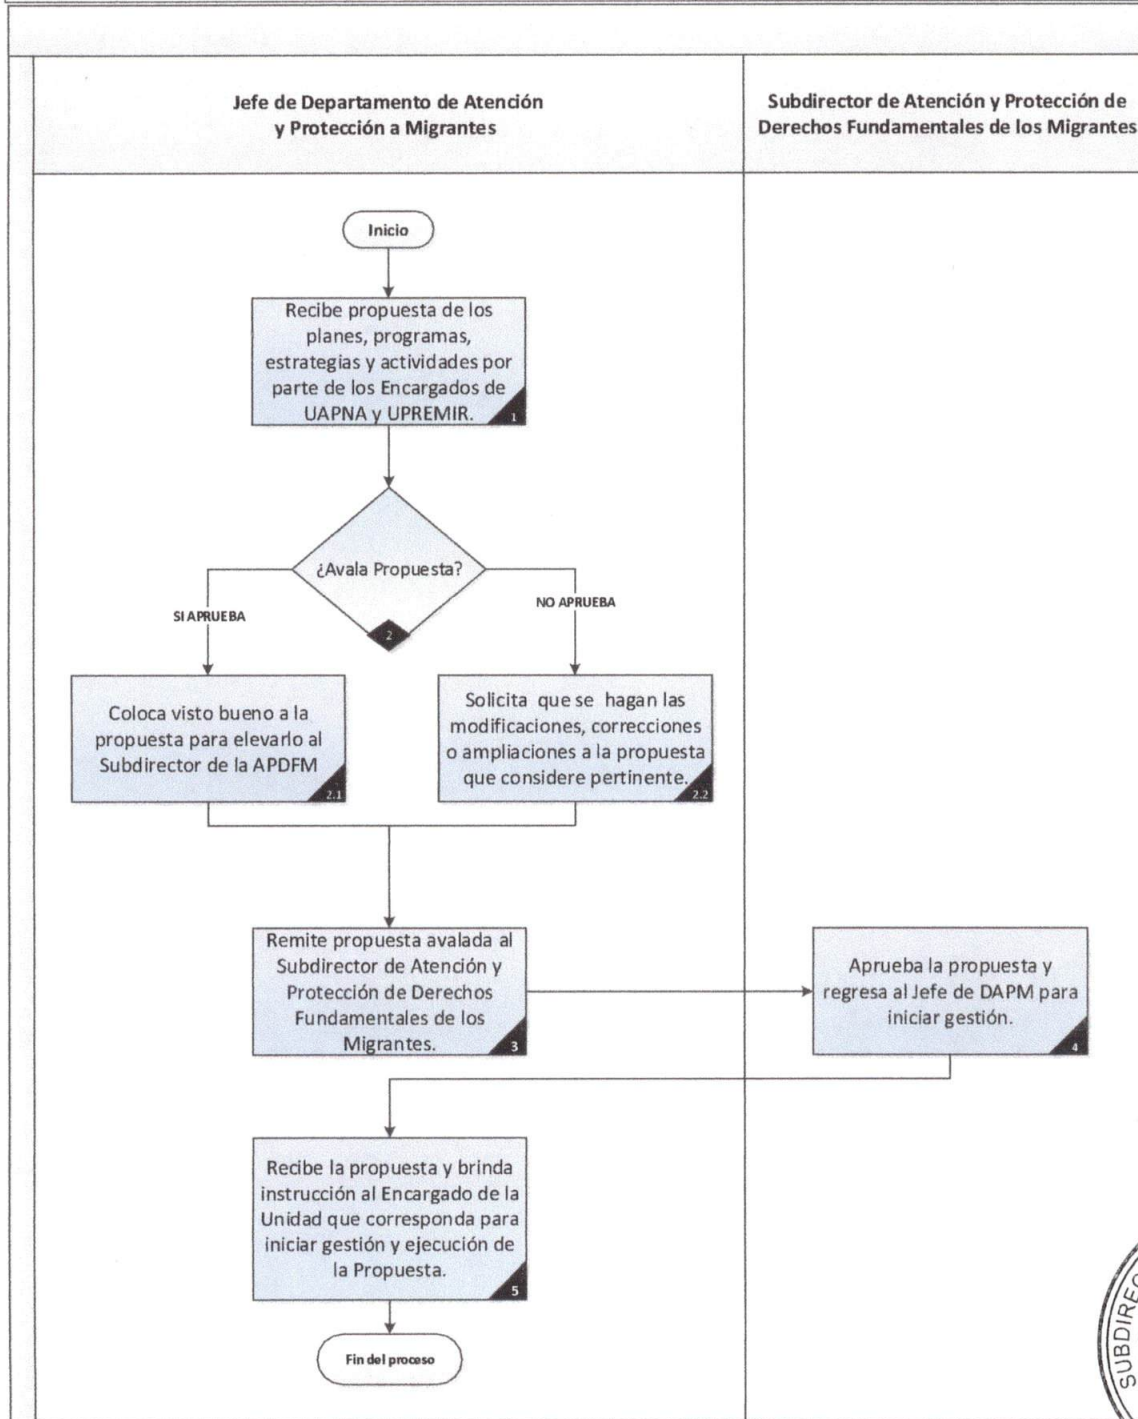 Jefe de Departamento de Atención
y Protección a Migrantes
Subdirector de Atención y Protección de
Derechos Fundamentales de los Migrantes
Inicio
Recibe propuesta de los
planes, programas,
estrategias y actividades por
parte de los Encargados de
UAPNA y UPREMIR.
1
¿Avala Propuesta?
2
SI APRUEBA
NO APRUEBA
Coloca visto bueno a la
propuesta para elevarlo al
Subdirector de la APDFM
2.1
Solicita que se hagan las
modificaciones, correcciones
o ampliaciones a la propuesta
que considere pertinente.
2.2
Remite propuesta avalada al
Subdirector de Atención y
Protección de Derechos
Fundamentales de los
Migrantes.
3
Aprueba la propuesta y
regresa al Jefe de DAPM para
iniciar gestión.
4
Recibe la propuesta y brinda
instrucción al Encargado de la
Unidad que corresponda para
iniciar gestión y ejecución de
la Propuesta.
5
Fin del proceso